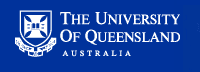 THE UNIVERSITY
OF QUEENSLAND
AUSTRALIA